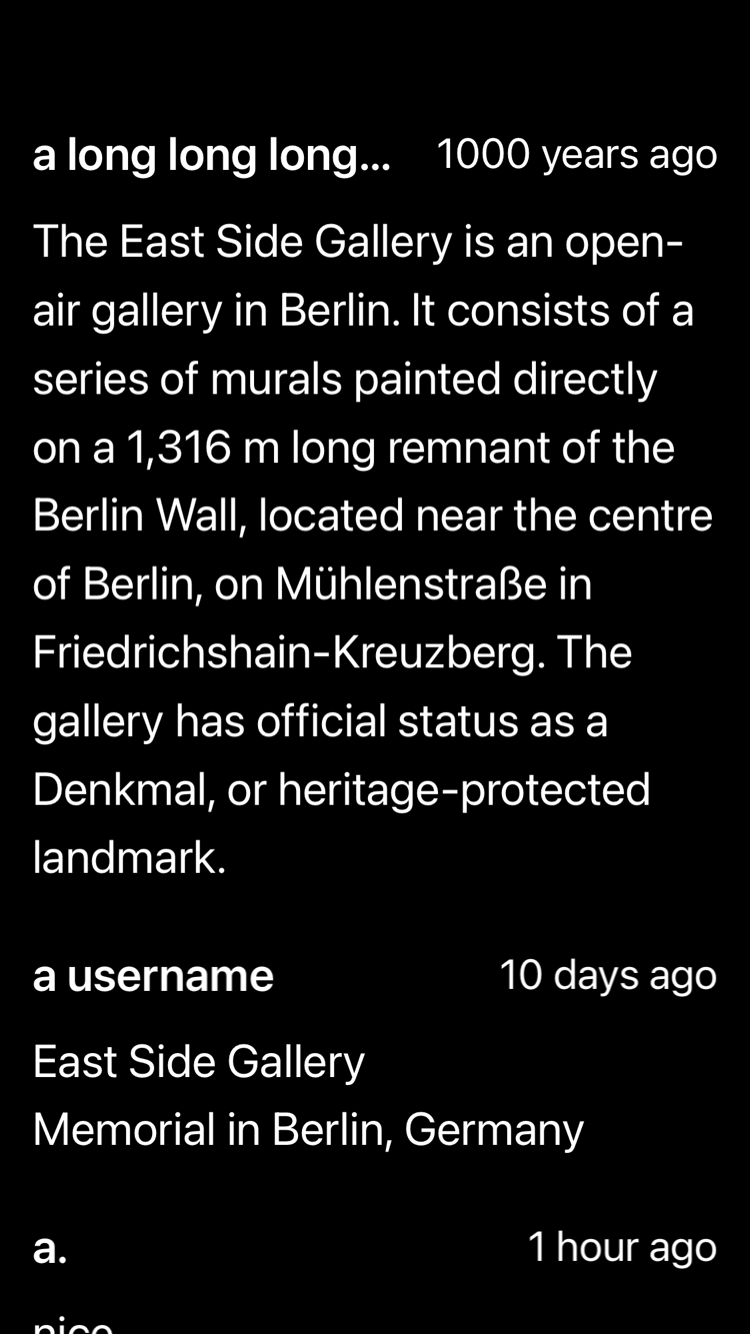 a long long long... 1000 years ago
The East Side Gallery is an open-
air gallery in Berlin. It consists of a
series of murals painted directly
on a 1,316 m long remnant of the
Berlin Wall, located near the centre
of Berlin, on Mühlenstraße in
Friedrichshain-Kreuzberg. The
gallery has official status as a
Denkmal, or heritage-protected
landmark.
a username 10 days ago
East Side Gallery
Memorial in Berlin, Germany
a. 1 hour ago
nice